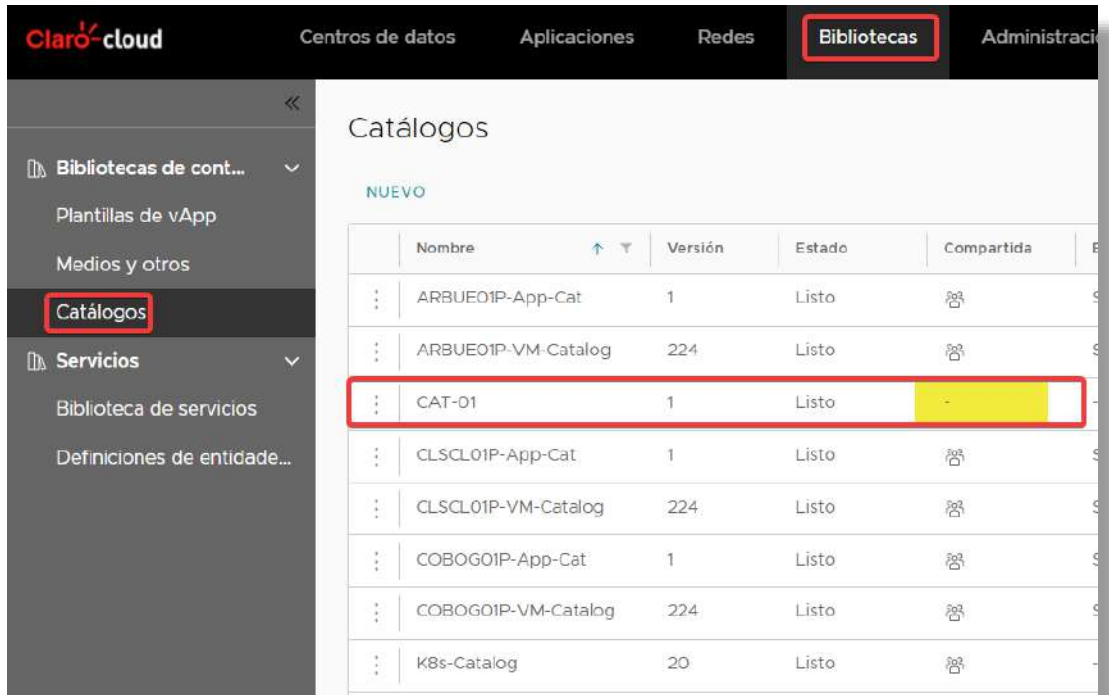 Claro-cloud Centros de datos Aplicaciones Redes Bibliotecas
Catálogos
NUEVO
Bibliotecas de cont...
Plantillas de vApp
Medios y otros
Catálogos
Servicios
Biblioteca de servicios
Definiciones de entidade...
Nombre Versión Estado Compartida
ARBUE01P-App-Cat 1 Listo
ARBUE01P-VM-Catalog 224 Listo
CAT-01 1 Listo - -
CLSCL01P-App-Cat 1 Listo
CLSCL01P-VM-Catalog 224 Listo
COBOG01P-App-Cat 1 Listo
COBOG01P-VM-Catalog 224 Listo
K8s-Catalog 20 Listo -